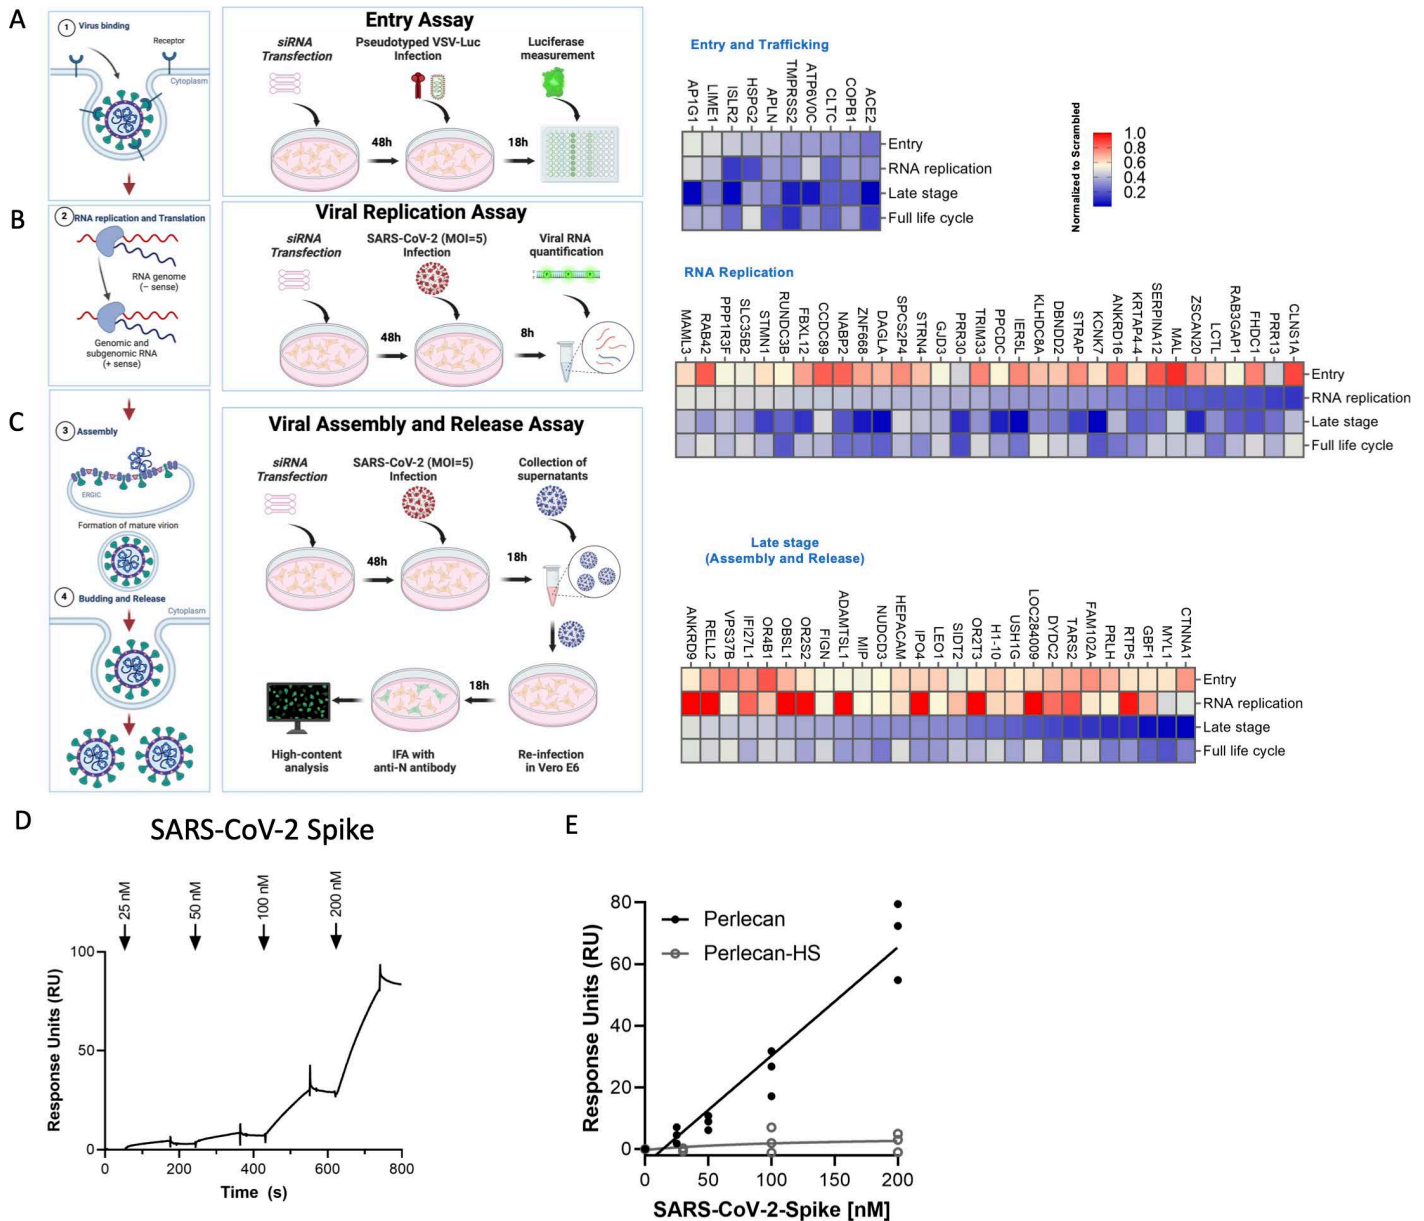 A
1
Virus binding
Receptor
Cytoplasm
Entry Assay
siRNA
Transfection
Pseudotyped VSV-Luc
Infection
Luciferase
measurement
48h
18h
B
2
RNA replication and Translation
RNA genome
(– sense)
Genomic and
subgenomic RNA
(+ sense)
Viral Replication Assay
siRNA
Transfection
SARS-CoV-2 (MOI=5)
Infection
Viral RNA
quantification
48h
8h
C
3
Assembly
ERGIC
Formation of mature virion
4
Budding and Release
Cytoplasm
Viral Assembly and Release Assay
siRNA
Transfection
SARS-CoV-2 (MOI=5)
Infection
Collection of
supernatants
48h
18h
18h
High-content
analysis
IFA with
anti-N antibody
Re-infection
in Vero E6
Entry and Trafficking
AP1G1
LIME1
ISLR2
HSPG2
APLN
TMPRSS2
ATP6V0C
CLTC
COPB1
ACE2
Entry
RNA replication
Late stage
Full life cycle
Normalized to Scrambled
1.0
0.8
0.6
0.4
0.2
RNA Replication
MAML3
RAB42
PPP1R3F
SLC35B2
STMN1
RUNDC3B
FBXL12
CCDC89
NABP2
ZNF668
DAGLA
SPCS2P4
STRN4
GJD3
PRR30
TRIM33
PPCDC
IER5L
KLHDC8A
DBNDD2
STRAP
KCNK7
ANKRD16
KRTAP4-4
SERPINA12
MAL
ZSCAN20
LCTL
RAB3GAP1
FHDC1
PRR13
CLNS1A
Entry
RNA replication
Late stage
Full life cycle
Late stage
(Assembly and Release)
ANKRD9
RELL2
VPS37B
IFI27L1
OR4B1
OBSL1
OR2S2
FIGN
ADAMTSL1
MIP
NUDCD3
HEPACAM
IPO4
LEO1
SIDT2
OR2T3
H1-10
USH1G
LOC284009
DYDC2
TARS2
FAM102A
PRLH
RTP5
GBF1
MYL1
CTNNA1
Entry
RNA replication
Late stage
Full life cycle
D
SARS-CoV-2 Spike
25 nM
50 nM
100 nM
200 nM
Response Units (RU)
100
50
0
0
200
400
600
800
Time (s)
E
Response Units (RU)
80
60
40
20
0
Perlecan
Perlecan-HS
0
50
100
150
200
SARS-CoV-2-Spike [nM]